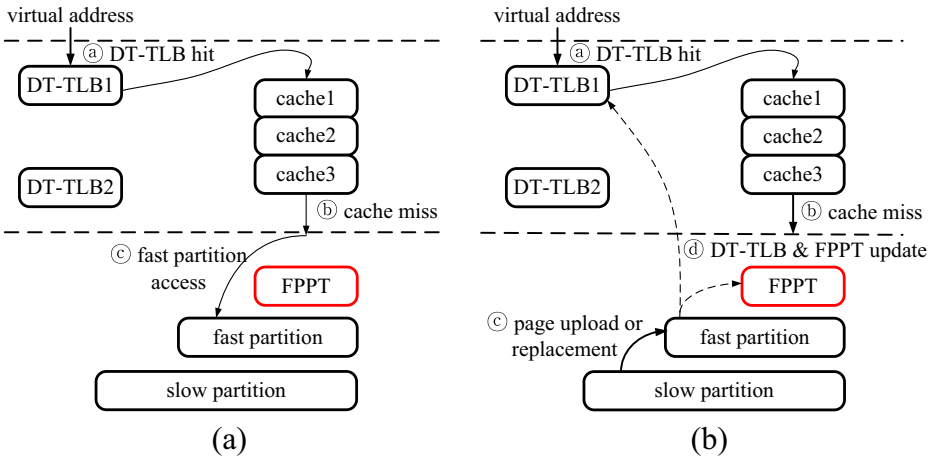 virtual address
ⓐ DT-TLB hit
DT-TLB1
cache1
cache2
cache3
DT-TLB2
ⓑ cache miss
ⓒ fast partition
access
FPPT
fast partition
slow partition
(a)
virtual address
ⓐ DT-TLB hit
DT-TLB1
cache1
cache2
cache3
DT-TLB2
ⓑ cache miss
ⓓ DT-TLB & FPPT update
FPPT
ⓒ page upload or
replacement
fast partition
slow partition
(b)